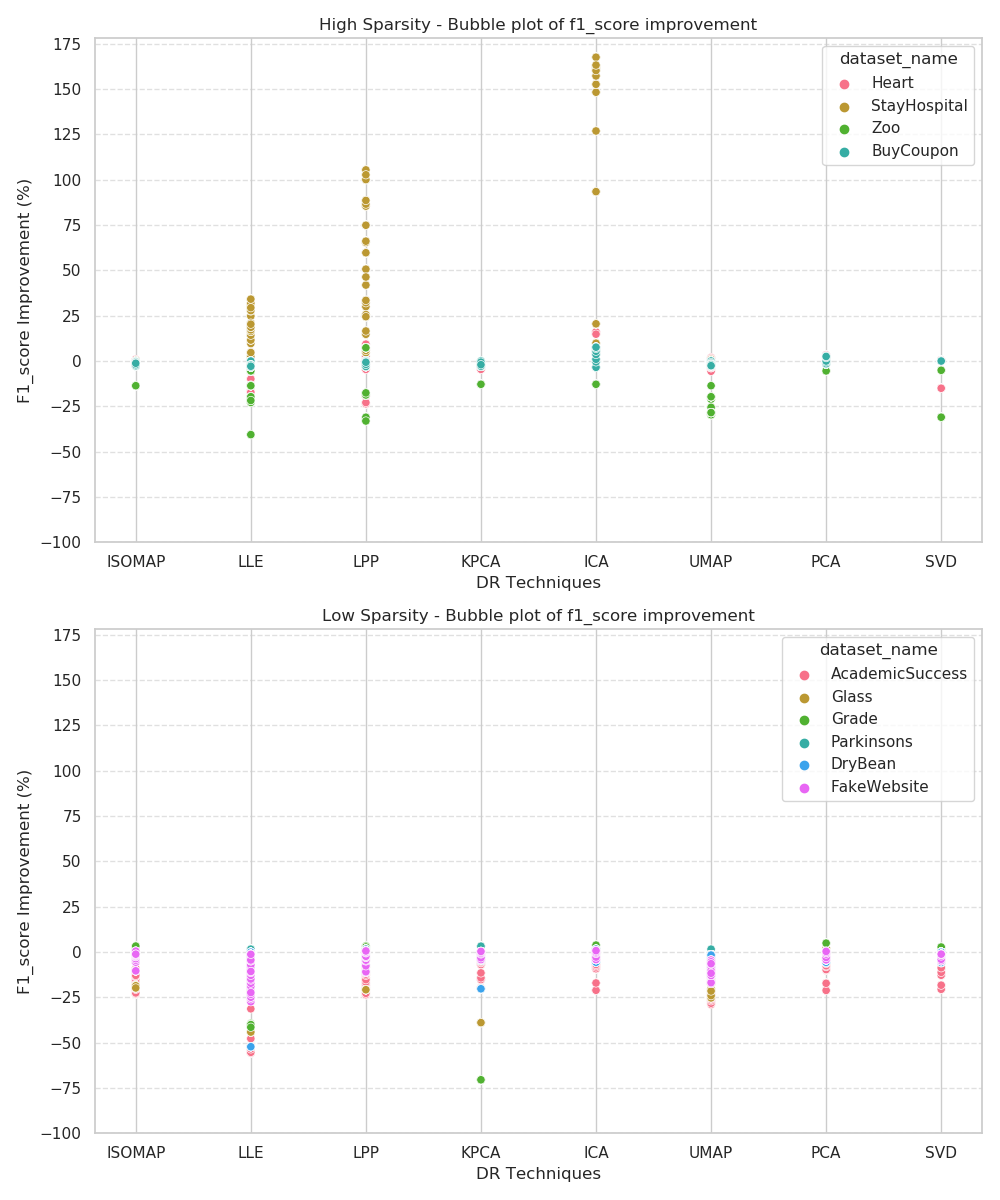 High Sparsity - Bubble plot of f1_score improvement
175
150
125
100
75
50
25
0
−25
−50
−75
−100
F1_score Improvement (%)
dataset_name
Heart
StayHospital
Zoo
BuyCoupon
ISOMAP LLE LPP KPCA ICA UMAP PCA SVD
DR Techniques
Low Sparsity - Bubble plot of f1_score improvement
175
150
125
100
75
50
25
0
−25
−50
−75
−100
F1_score Improvement (%)
dataset_name
AcademicSuccess
Glass
Grade
Parkinsons
DryBean
FakeWebsite
ISOMAP LLE LPP KPCA ICA UMAP PCA SVD
DR Techniques